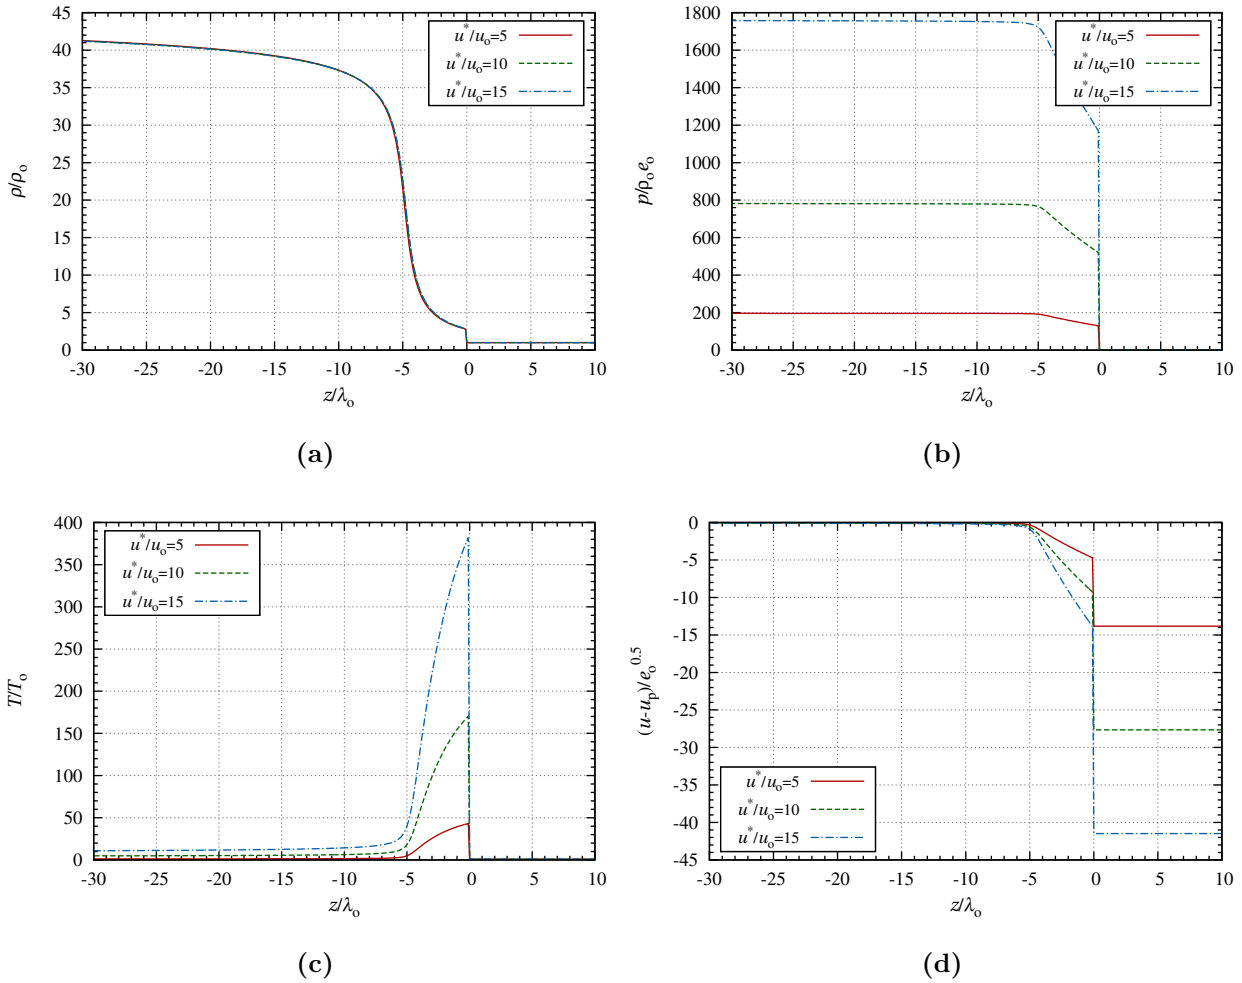 45
40
35
30
25
20
15
10
5
0
ρ/ρo
-30 -25 -20 -15 -10 -5 0 5 10
z/λo
u*/uo=5
u*/uo=10
u*/uo=15
(a)
1800
1600
1400
1200
1000
800
600
400
200
0
p/ρo eo
-30 -25 -20 -15 -10 -5 0 5 10
z/λo
u*/uo=5
u*/uo=10
u*/uo=15
(b)
400
350
300
250
200
150
100
50
0
T/To
-30 -25 -20 -15 -10 -5 0 5 10
z/λo
u*/uo=5
u*/uo=10
u*/uo=15
(c)
0
-5
-10
-15
-20
-25
-30
-35
-40
-45
(u-up)/eo^0.5
-30 -25 -20 -15 -10 -5 0 5 10
z/λo
u*/uo=5
u*/uo=10
u*/uo=15
(d)